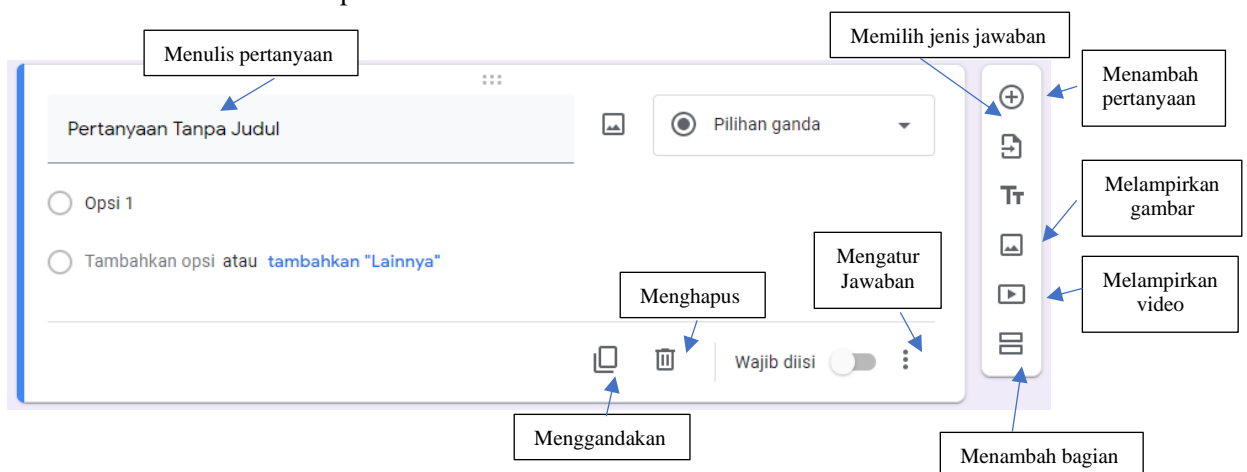 Menulis pertanyaan
Memilih jenis jawaban
Menambah
pertanyaan
Pertanyaan Tanpa Judul
Pilihan ganda
Opsi 1
Tt
Melampirkan
gambar
Tambahkan opsi atau tambahkan "Lainnya"
Mengatur
Jawaban
Menghapus
Melampirkan
video
Wajib diisi
Menggandakan
Menambah bagian